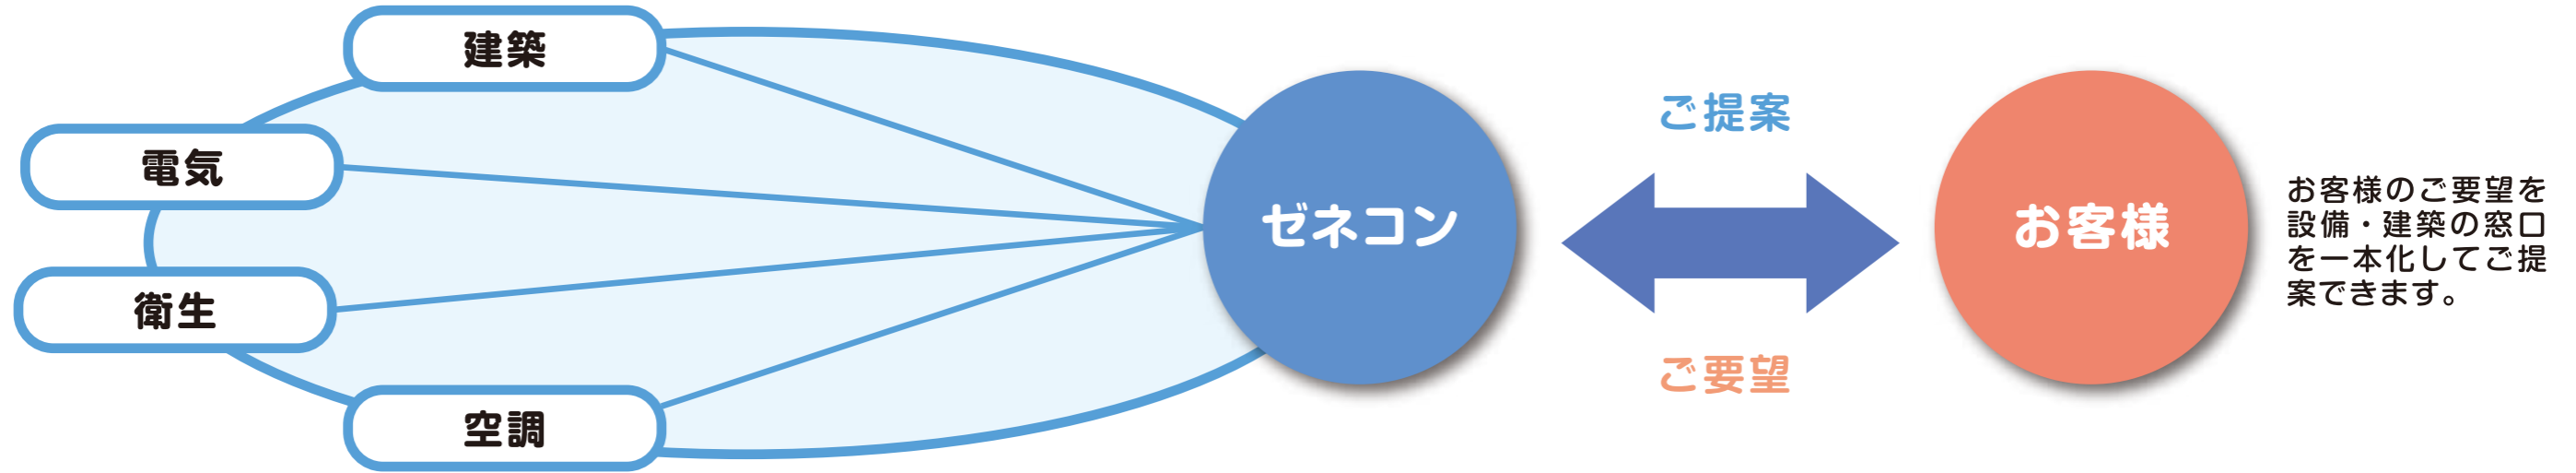 建築
電気
衛生
空調
ゼネコン
ご提案
ご要望
お客様
お客様のご要望を
設備・建築の窓口
を一本化してご提
案できます。